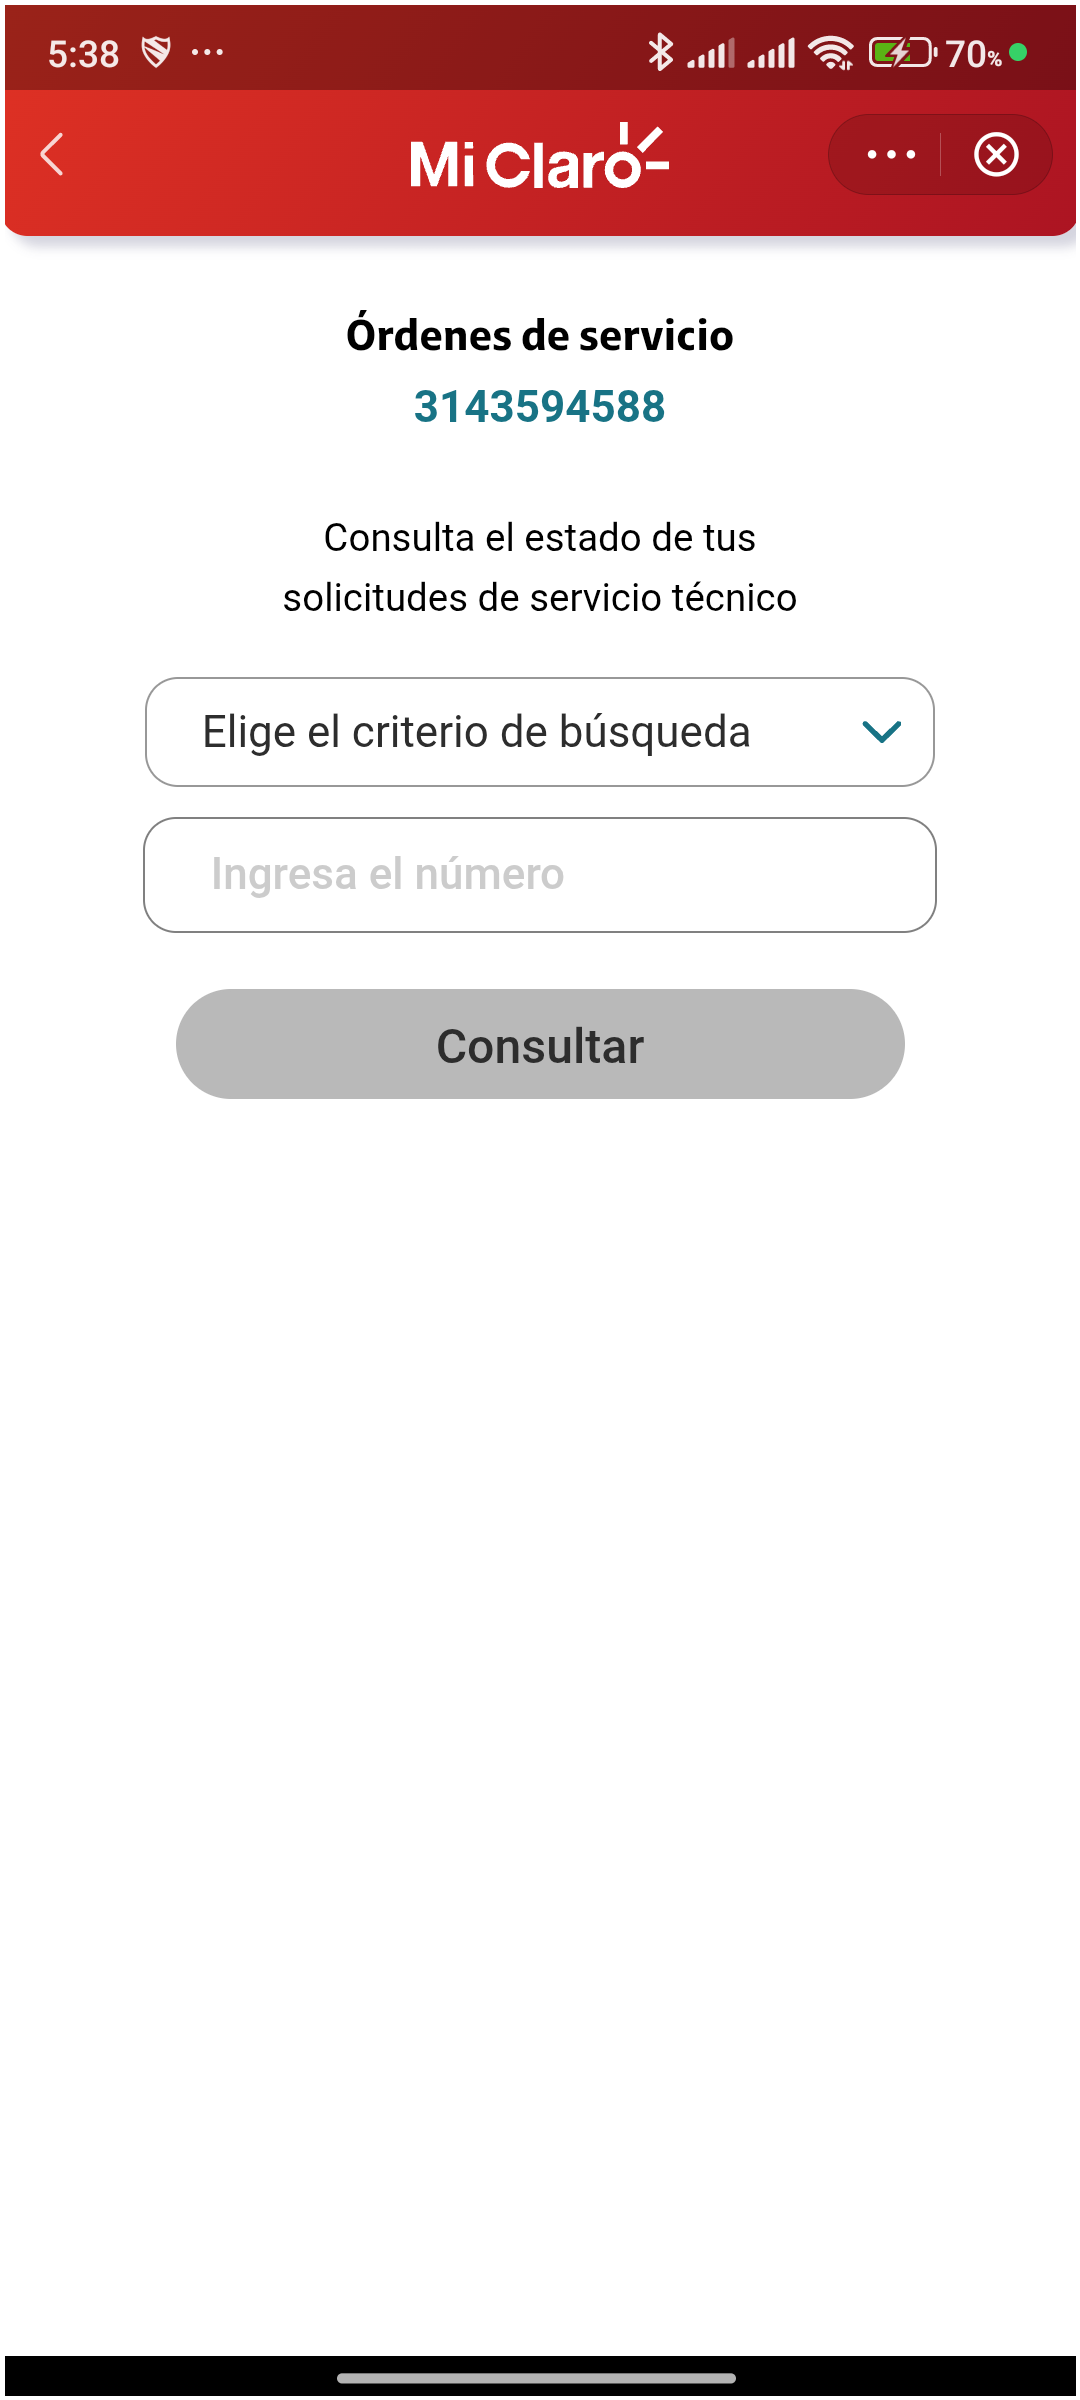 5:38
70%
Mi Claro
Órdenes de servicio
3143594588
Consulta el estado de tus
solicitudes de servicio técnico
Elige el criterio de búsqueda
Ingresa el número
Consultar